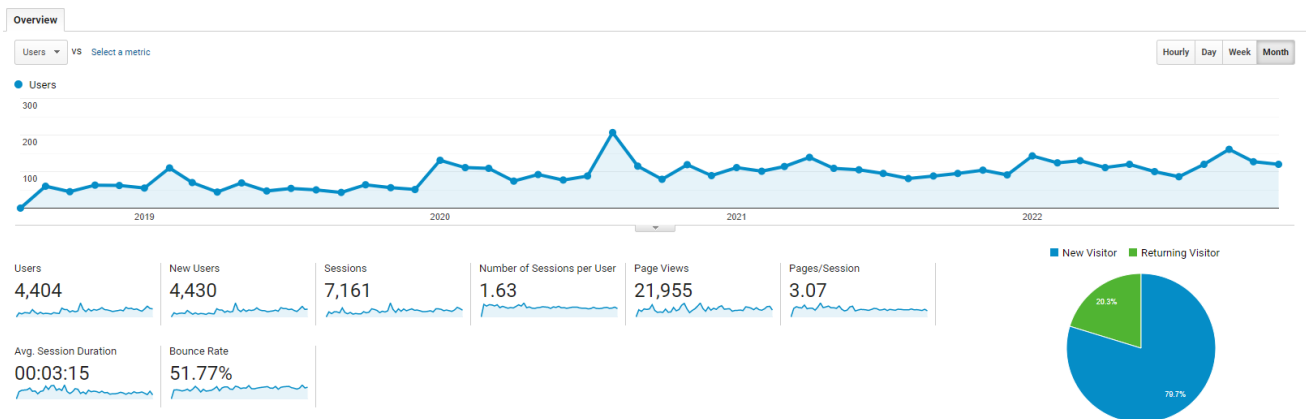 Overview
Users VS Select a metric
Hourly Day Week Month
Users
300
200
100
2019 2020 2021 2022
New Visitor Returning Visitor
Users New Users Sessions Number of Sessions per User Page Views Pages/Session
4,404 4,430 7,161 1.63 21,955 3.07
20.3%
Avg. Session Duration Bounce Rate
00:03:15 51.77%
79.7%